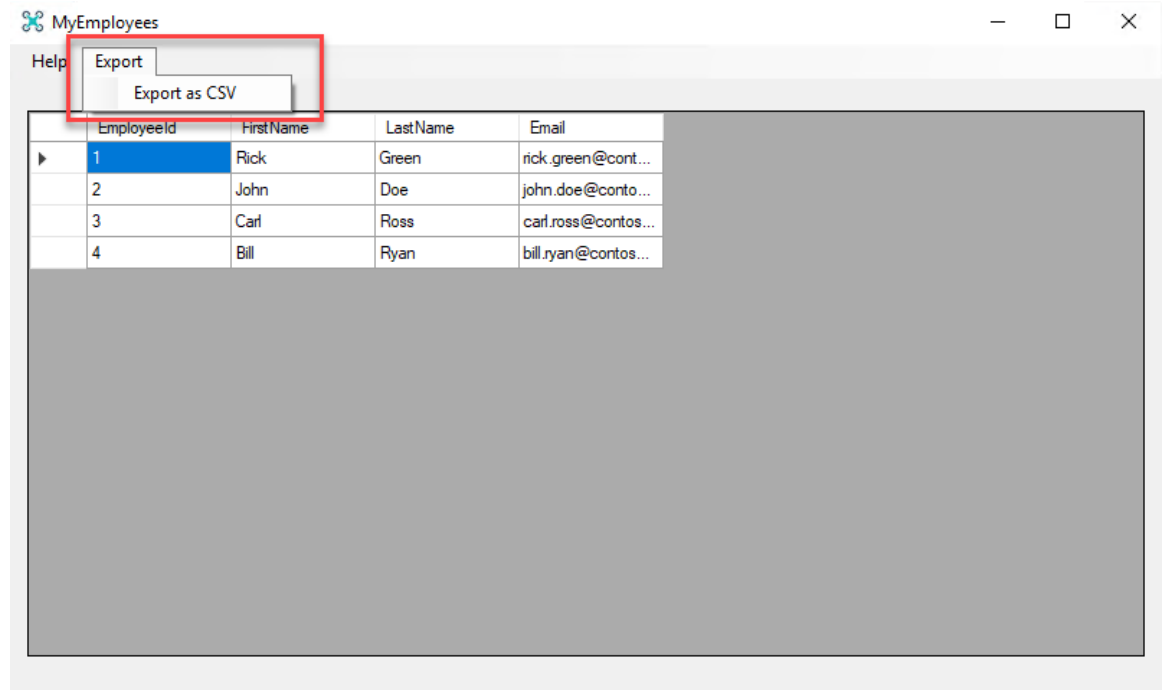 MyEmployees
Help Export
Export as CSV
EmployeeId FirstName LastName Email
1 Rick Green rick.green@cont...
2 John Doe john.doe@conto...
3 Carl Ross carl.ross@contos...
4 Bill Ryan bill.ryan@contos...